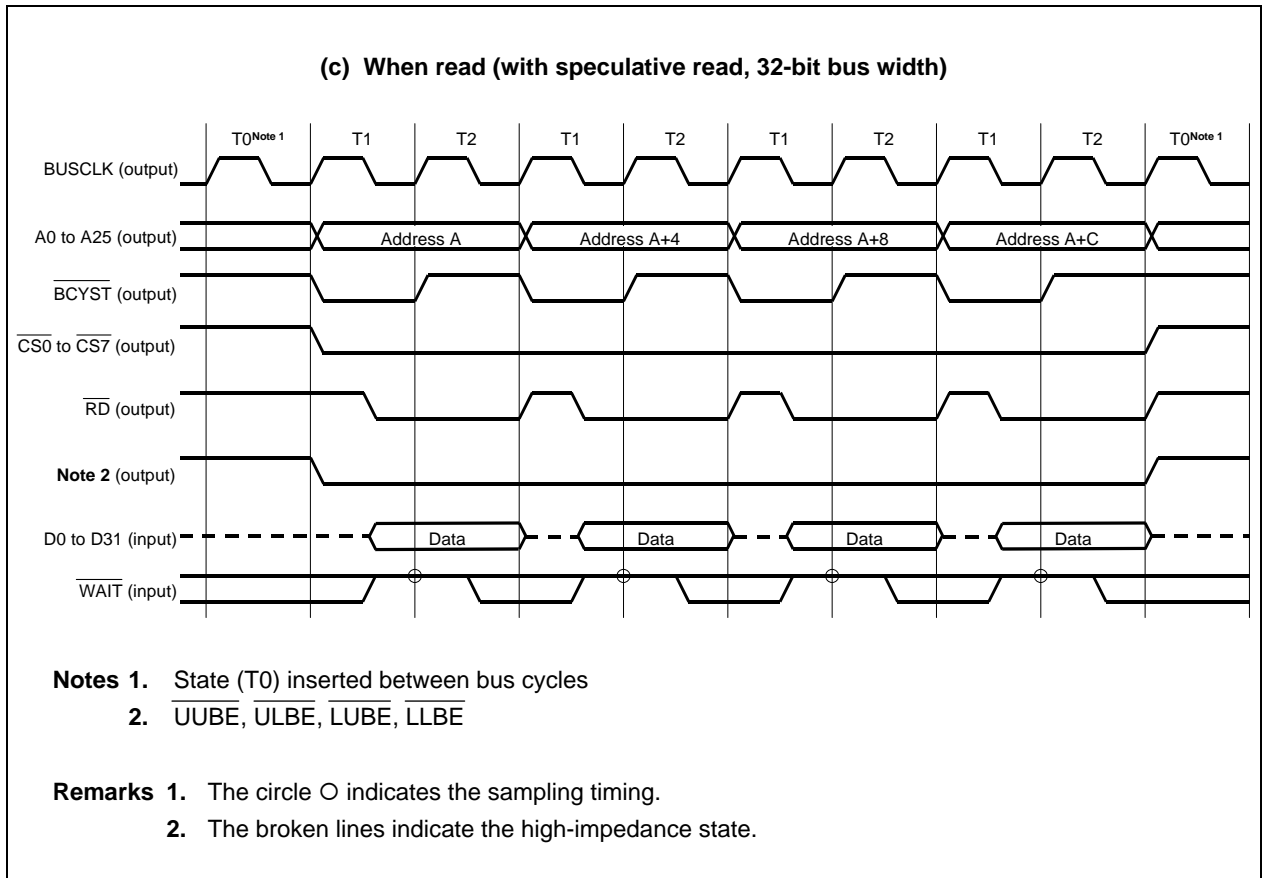 (c) When read (with speculative read, 32-bit bus width)
T0Note 1 T1 T2 T1 T2 T1 T2 T1 T2 T0Note 1
BUSCLK (output)
A0 to A25 (output) Address A Address A+4 Address A+8 Address A+C
BCYST (output)
CS0 to CS7 (output)
RD (output)
Note 2 (output)
D0 to D31 (input) Data Data Data Data
WAIT (input)
Notes 1. State (T0) inserted between bus cycles
2. UUBE, ULBE, LUBE, LLBE
Remarks 1. The circle O indicates the sampling timing.
2. The broken lines indicate the high-impedance state.